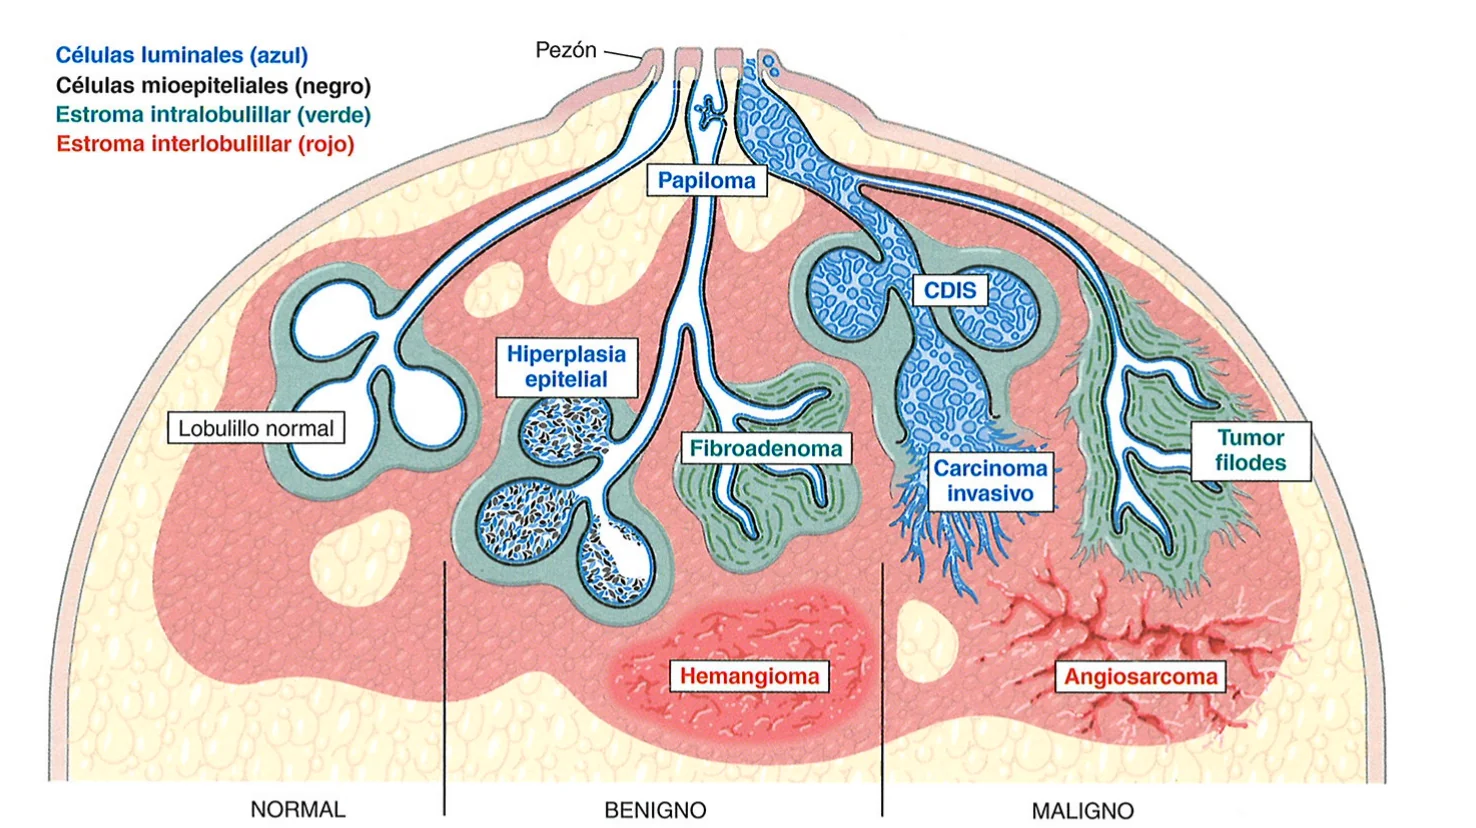 Células luminales (azul)
Células mioepiteliales (negro)
Estroma intralobulillar (verde)
Estroma interlobulillar (rojo)
Pezón
Papiloma
CDIS
Hiperplasia
epitelial
Lobulillo normal
Fibroadenoma
Carcinoma
invasivo
Tumor
filodes
Hemangioma
Angiosarcoma
NORMAL
BENIGNO
MALIGNO